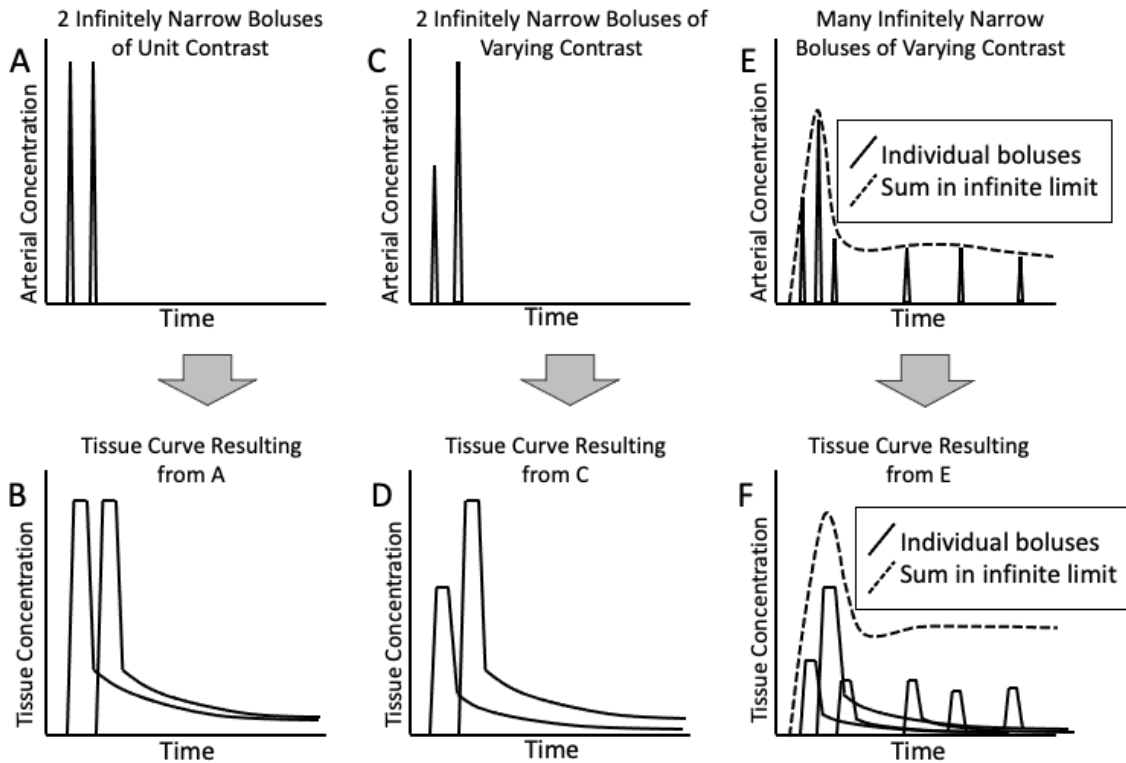 2 Infinitely Narrow Boluses
of Unit Contrast
A
Arterial Concentration
Time
2 Infinitely Narrow Boluses of
Varying Contrast
C
Arterial Concentration
Time
Many Infinitely Narrow
Boluses of Varying Contrast
E
Arterial Concentration
Individual boluses
Sum in infinite limit
Time
Tissue Curve Resulting
from A
B
Tissue Concentration
Time
Tissue Curve Resulting
from C
D
Tissue Concentration
Time
Tissue Curve Resulting
from E
F
Tissue Concentration
Individual boluses
Sum in infinite limit
Time